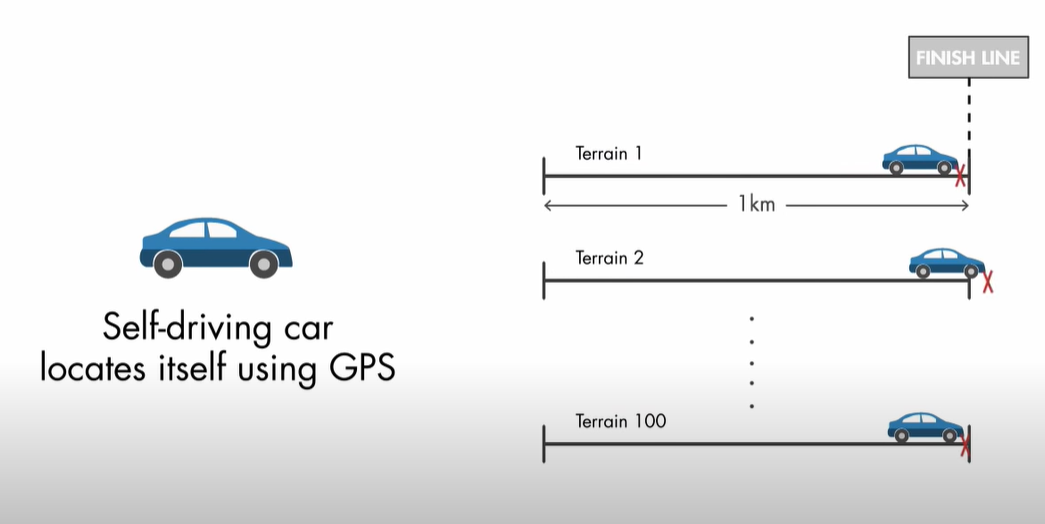 FINISH LINE
Terrain 1
1km
Terrain 2
Self-driving car
locates itself using GPS
Terrain 100